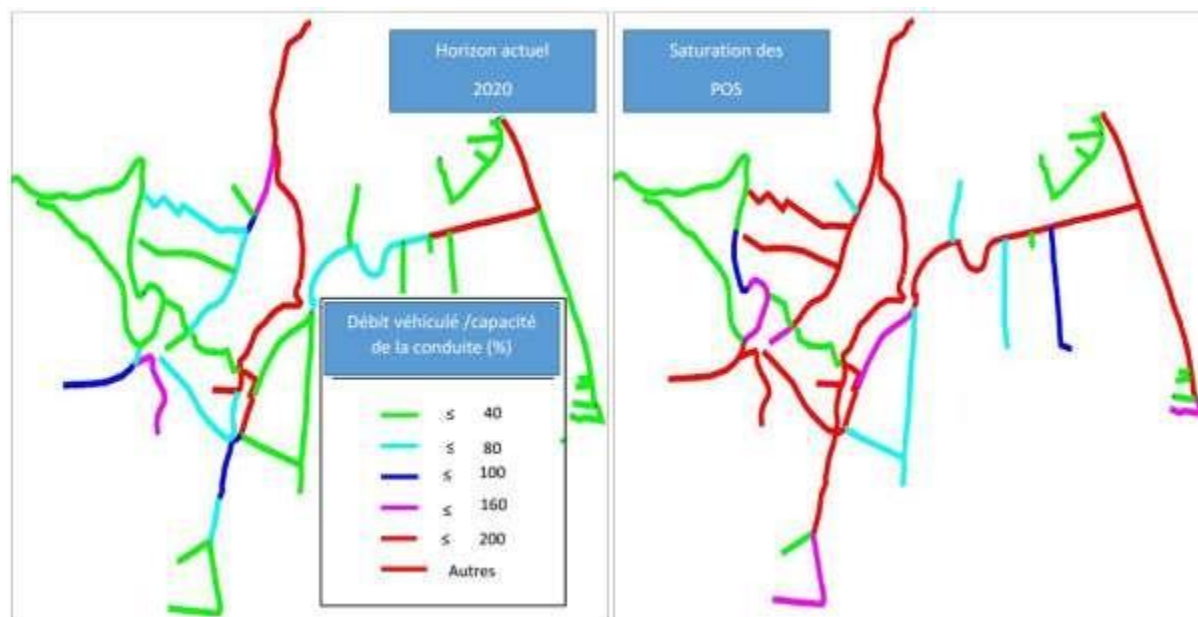 Horizon actuel
2020
Saturation des
POS
Débit véhiculé /capacité
de la conduite (%)
≤ 40
≤ 80
≤ 100
≤ 160
≤ 200
Autres